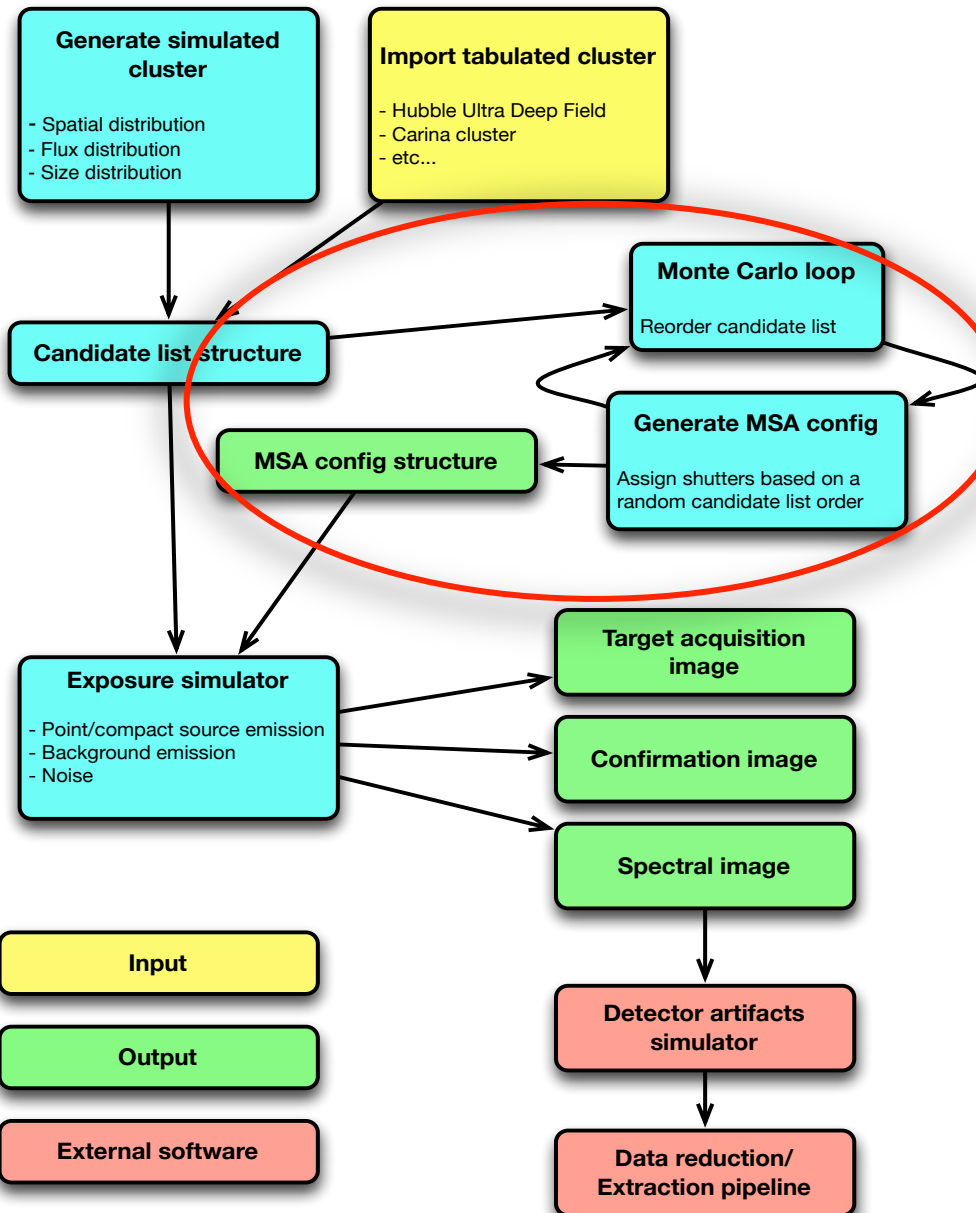 Generate simulated
cluster
- Spatial distribution
- Flux distribution
- Size distribution
Import tabulated cluster
- Hubble Ultra Deep Field
- Carina cluster
- etc...
Monte Carlo loop
Reorder candidate list
Candidate list structure
Generate MSA config
Assign shutters based on a
random candidate list order
MSA config structure
Target acquisition
image
Exposure simulator
- Point/compact source emission
- Background emission
- Noise
Confirmation image
Spectral image
Input
Output
External software
Detector artifacts
simulator
Data reduction/
Extraction pipeline